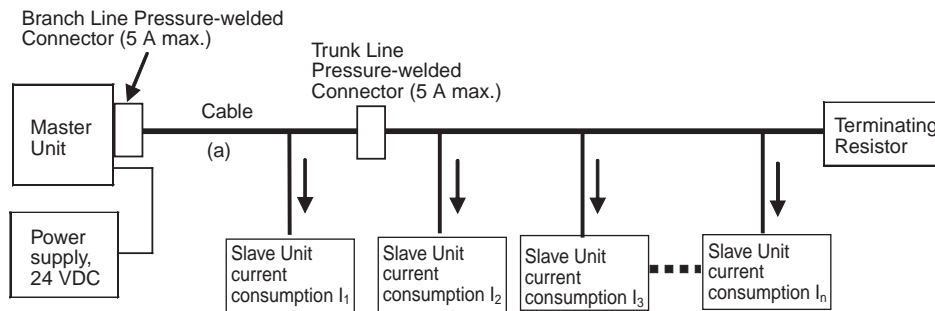 Branch Line Pressure-welded
Connector (5 A max.)
Trunk Line
Pressure-welded
Connector (5 A max.)
Cable
Master
Unit
(a)
Terminating
Resistor
Power
supply,
24 VDC
Slave Unit
current
consumption I1
Slave Unit
current
consumption I2
Slave Unit
current
consumption I3
Slave Unit
current
consumption In